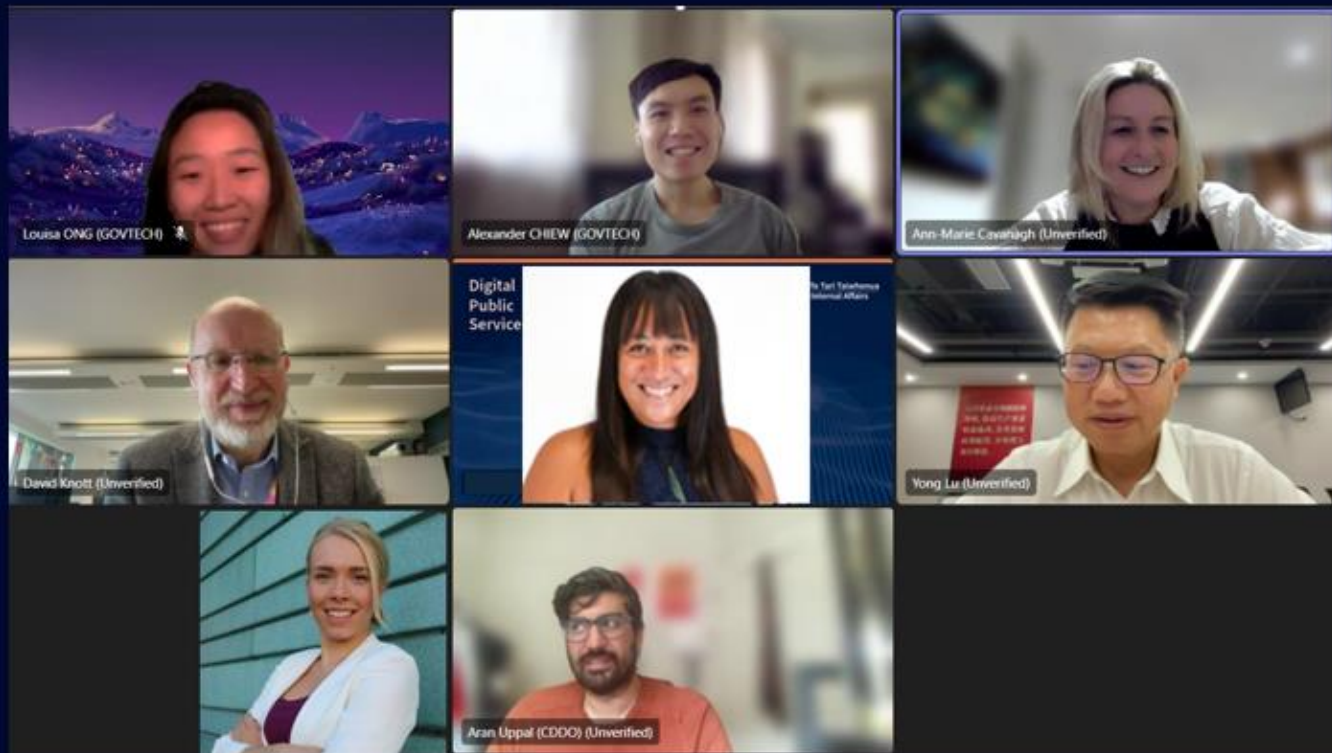 Louisa ONG (GOVTECH)
Alexander CHIEW (GOVTECH)
Ann-Marie Cavanagh (Unverified)
David Knott (Unverified)
Digital
Public
Service
Te Tari Taiwhenua
Internal Affairs
Yong Lu (Unverified)
Aran Uppal (CDDO) (Unverified)